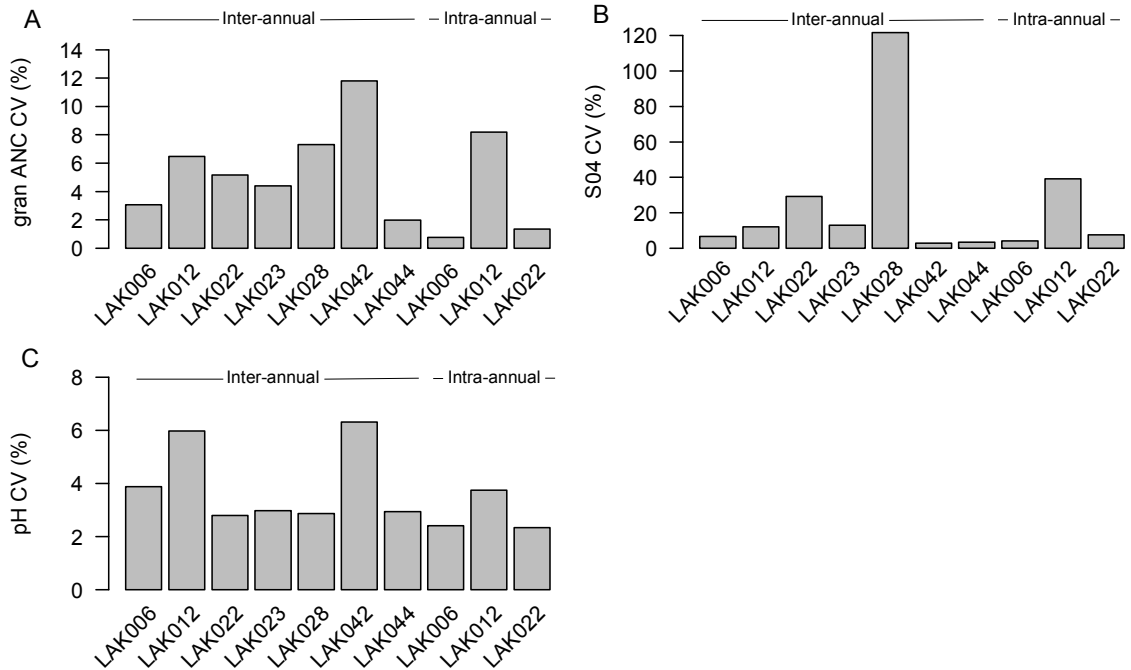 A
Inter-annual
Intra-annual
gran ANC CV (%)
14
12
10
8
6
4
2
0
LAK006
LAK012
LAK022
LAK023
LAK028
LAK042
LAK044
LAK006
LAK012
LAK022
B
Inter-annual
Intra-annual
S04 CV (%)
120
100
80
60
40
20
0
LAK006
LAK012
LAK022
LAK023
LAK028
LAK042
LAK044
LAK006
LAK012
LAK022
C
Inter-annual
Intra-annual
pH CV (%)
8
6
4
2
0
LAK006
LAK012
LAK022
LAK023
LAK028
LAK042
LAK044
LAK006
LAK012
LAK022